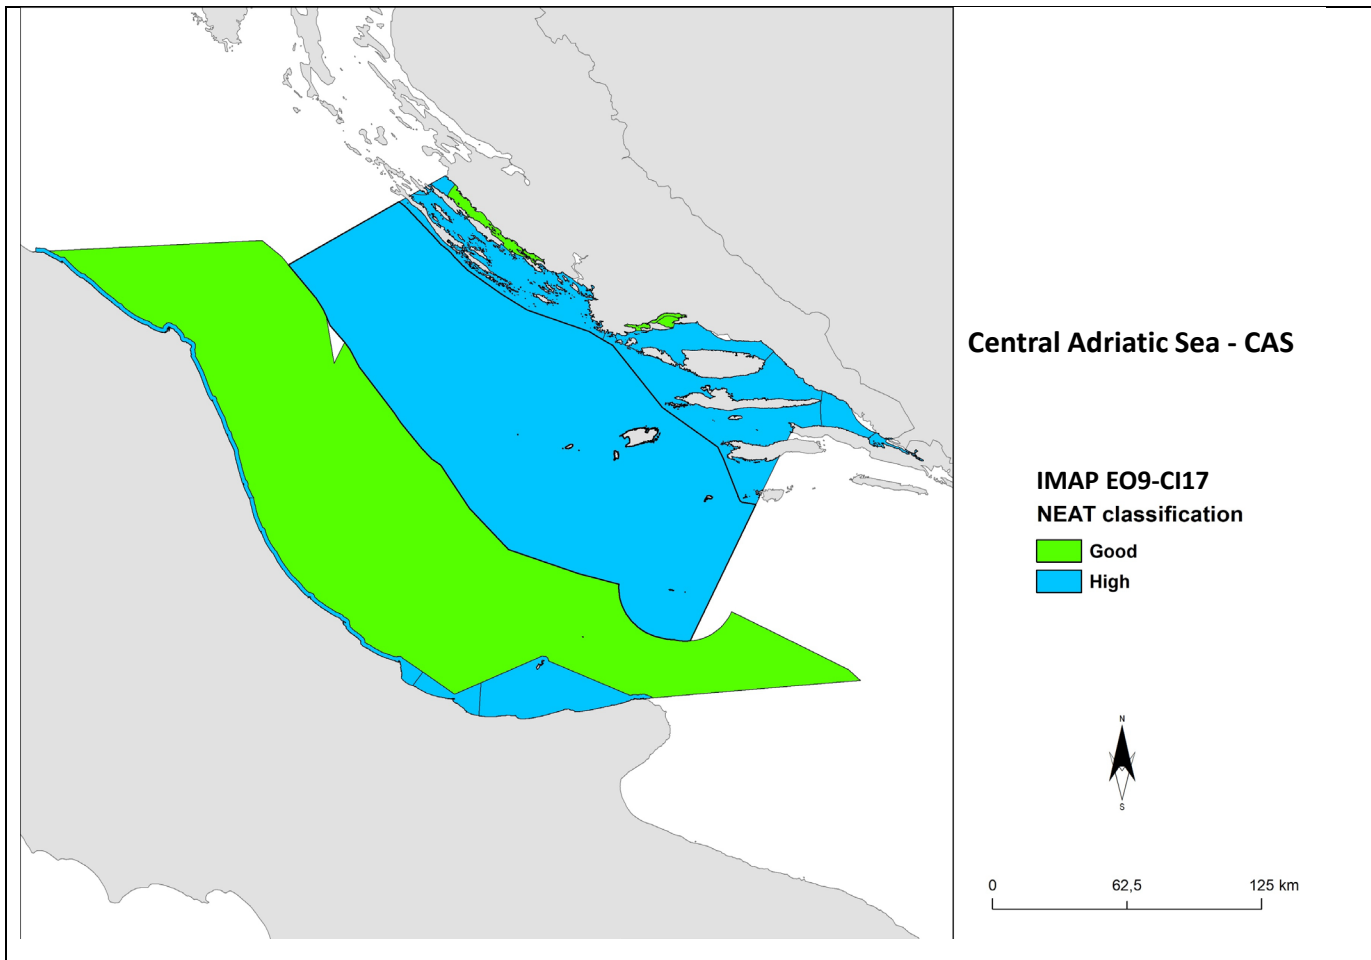 Central Adriatic Sea - CAS
IMAP EO9-CI17
NEAT classification
Good
High
N
S
0 62,5 125 km